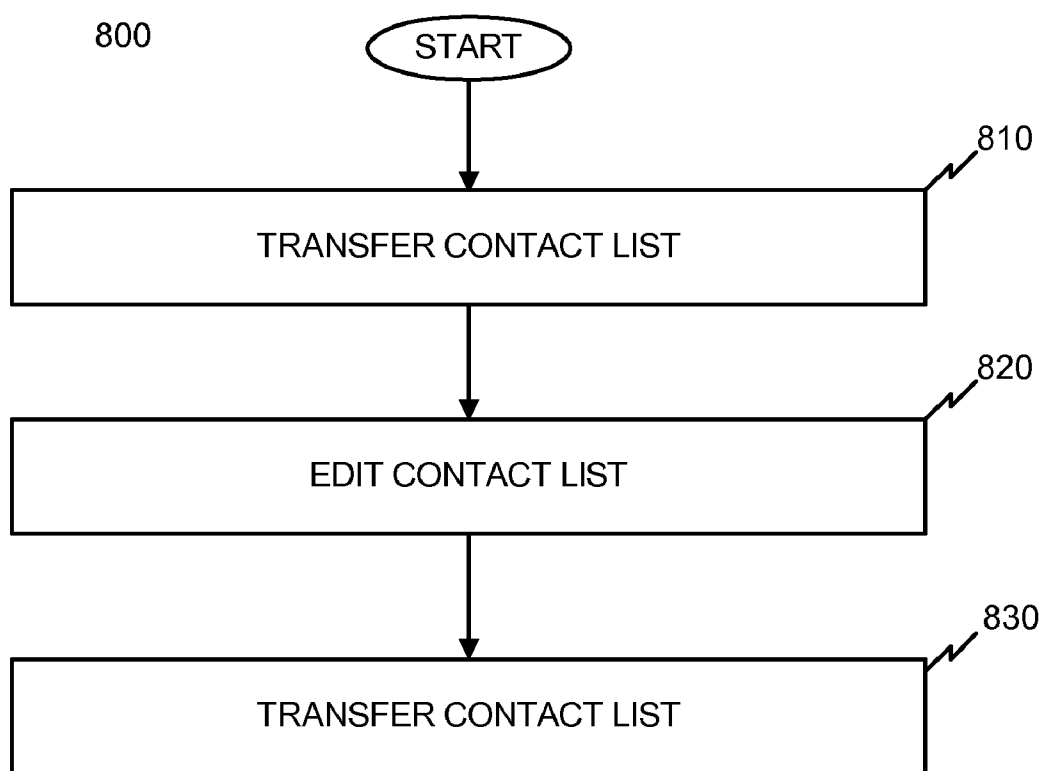 800
START
810
TRANSFER CONTACT LIST
820
EDIT CONTACT LIST
830
TRANSFER CONTACT LIST